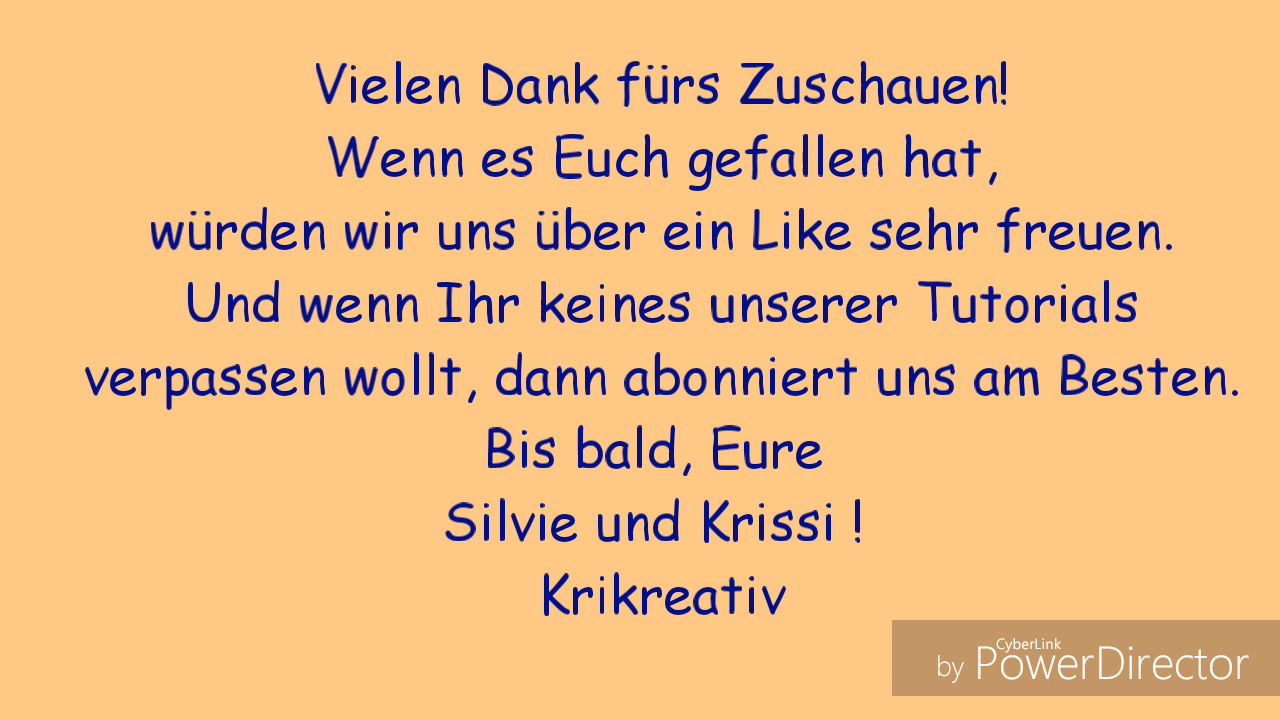 Vielen Dank fürs Zuschauen!
Wenn es Euch gefallen hat,
würden wir uns über ein Like sehr freuen.
Und wenn Ihr keines unserer Tutorials
verpassen wollt, dann abonniert uns am Besten.
Bis bald, Eure
Silvie und Krissi !
Krikreativ
CyberLink
by PowerDirector